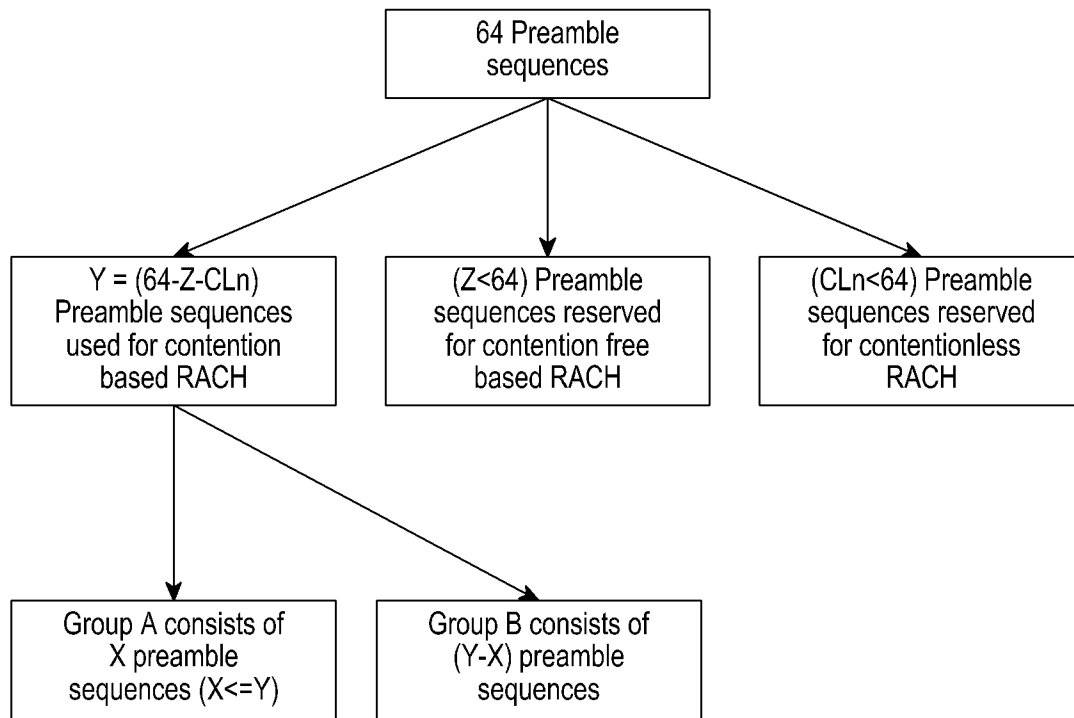 64 Preamble
sequences
Y = (64-Z-CLn)
Preamble sequences
used for contention
based RACH
(Z<64) Preamble
sequences reserved
for contention free
based RACH
(CLn<64) Preamble
sequences reserved
for contentionless
RACH
Group A consists of
X preamble
sequences (X<=Y)
Group B consists of
(Y-X) preamble
sequences